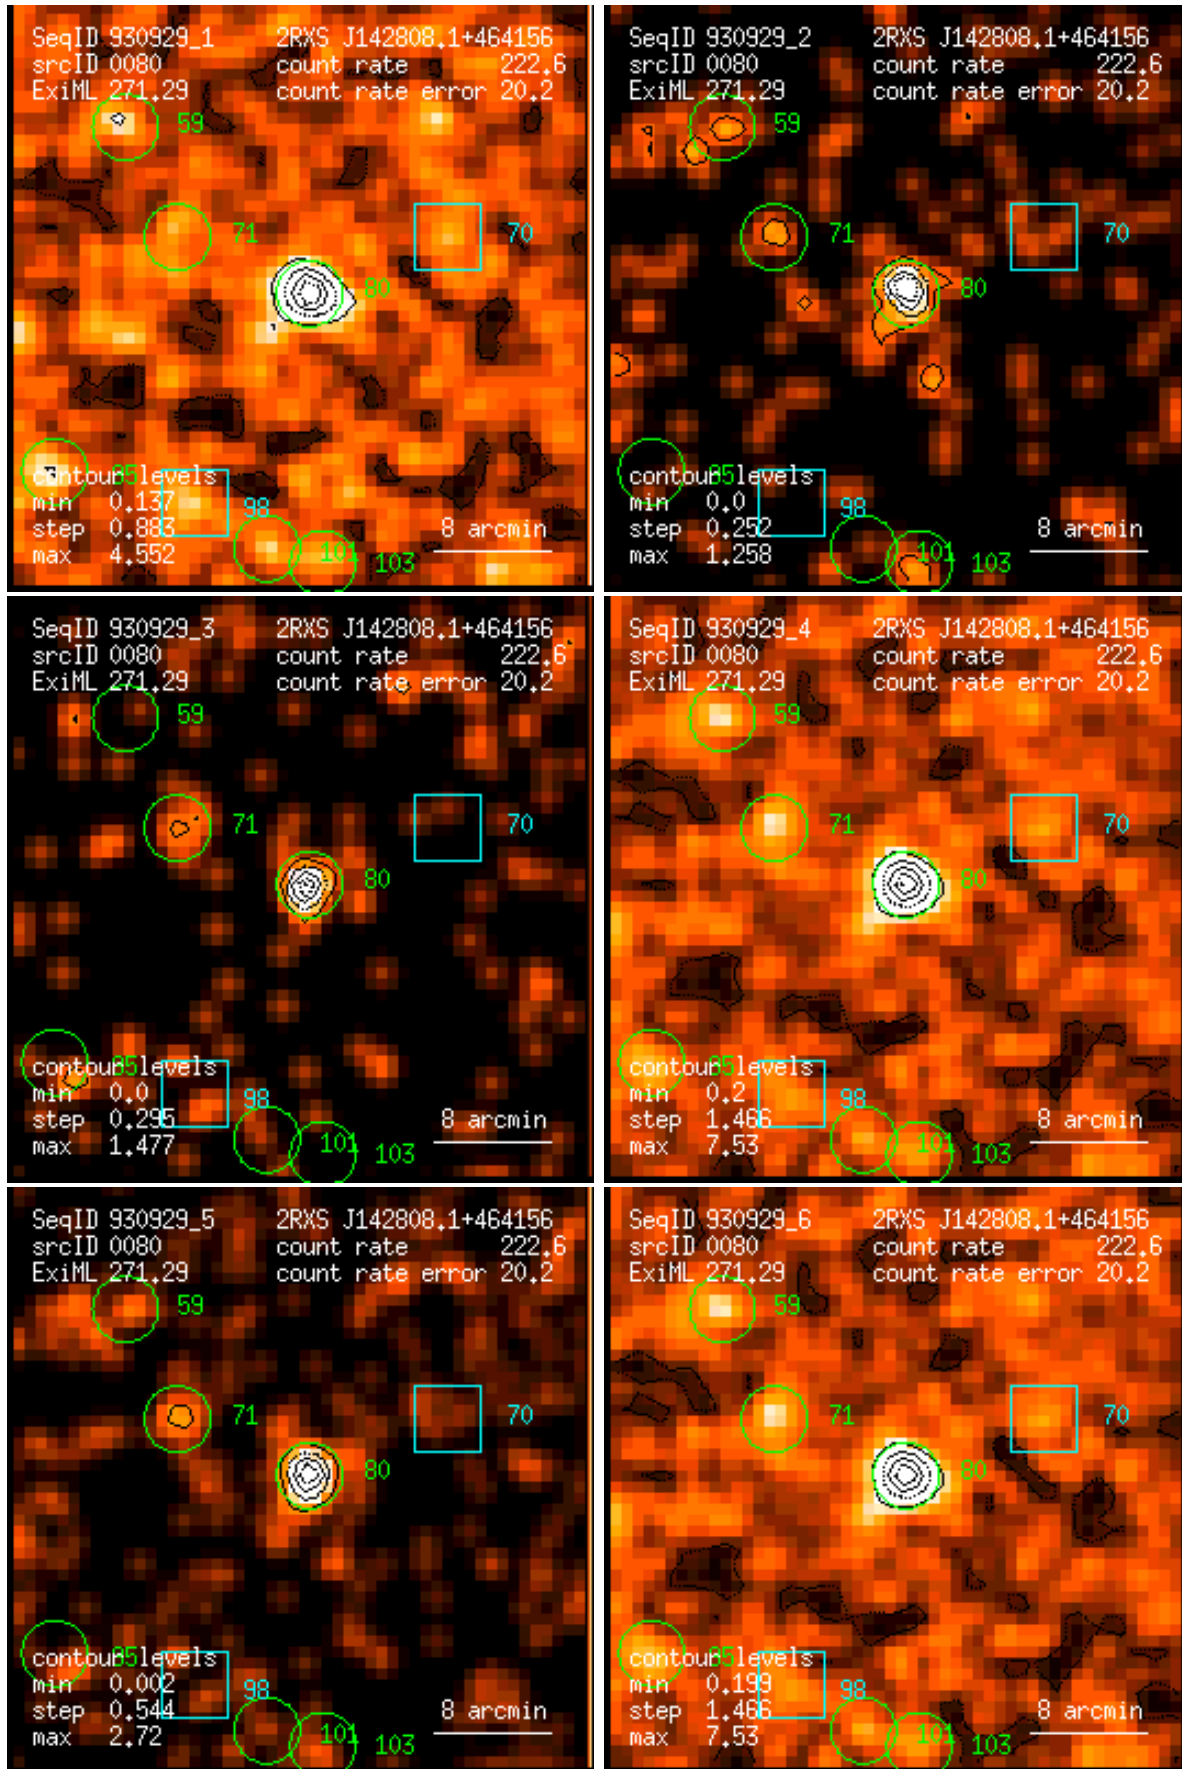 SeqID 930929_1 2RXS J142808.1+464156
srcID 0080 count rate 222.6
ExiML 271.29 count rate error 20.2
59
71
70
80
contour levels
95
min 0.137
98
step 0.883
8 arcmin
max 4.552
101
103
SeqID 930929_2 2RXS J142808.1+464156
srcID 0080 count rate 222.6
ExiML 271.29 count rate error 20.2
59
71
70
80
contour levels
95
min 0.0
98
step 0.252
8 arcmin
max 1.258
101
103
SeqID 930929_3 2RXS J142808.1+464156
srcID 0080 count rate 222.6
ExiML 271.29 count rate error 20.2
59
71
70
80
contour levels
95
min 0.0
98
step 0.295
8 arcmin
max 1.477
101
103
SeqID 930929_4 2RXS J142808.1+464156
srcID 0080 count rate 222.6
ExiML 271.29 count rate error 20.2
59
71
70
80
contour levels
95
min 0.2
98
step 1.466
8 arcmin
max 7.53
101
103
SeqID 930929_5 2RXS J142808.1+464156
srcID 0080 count rate 222.6
ExiML 271.29 count rate error 20.2
59
71
70
80
contour levels
95
min 0.002
98
step 0.544
8 arcmin
max 2.72
101
103
SeqID 930929_6 2RXS J142808.1+464156
srcID 0080 count rate 222.6
ExiML 271.29 count rate error 20.2
59
71
70
80
contour levels
95
min 0.199
98
step 1.466
8 arcmin
max 7.53
101
103